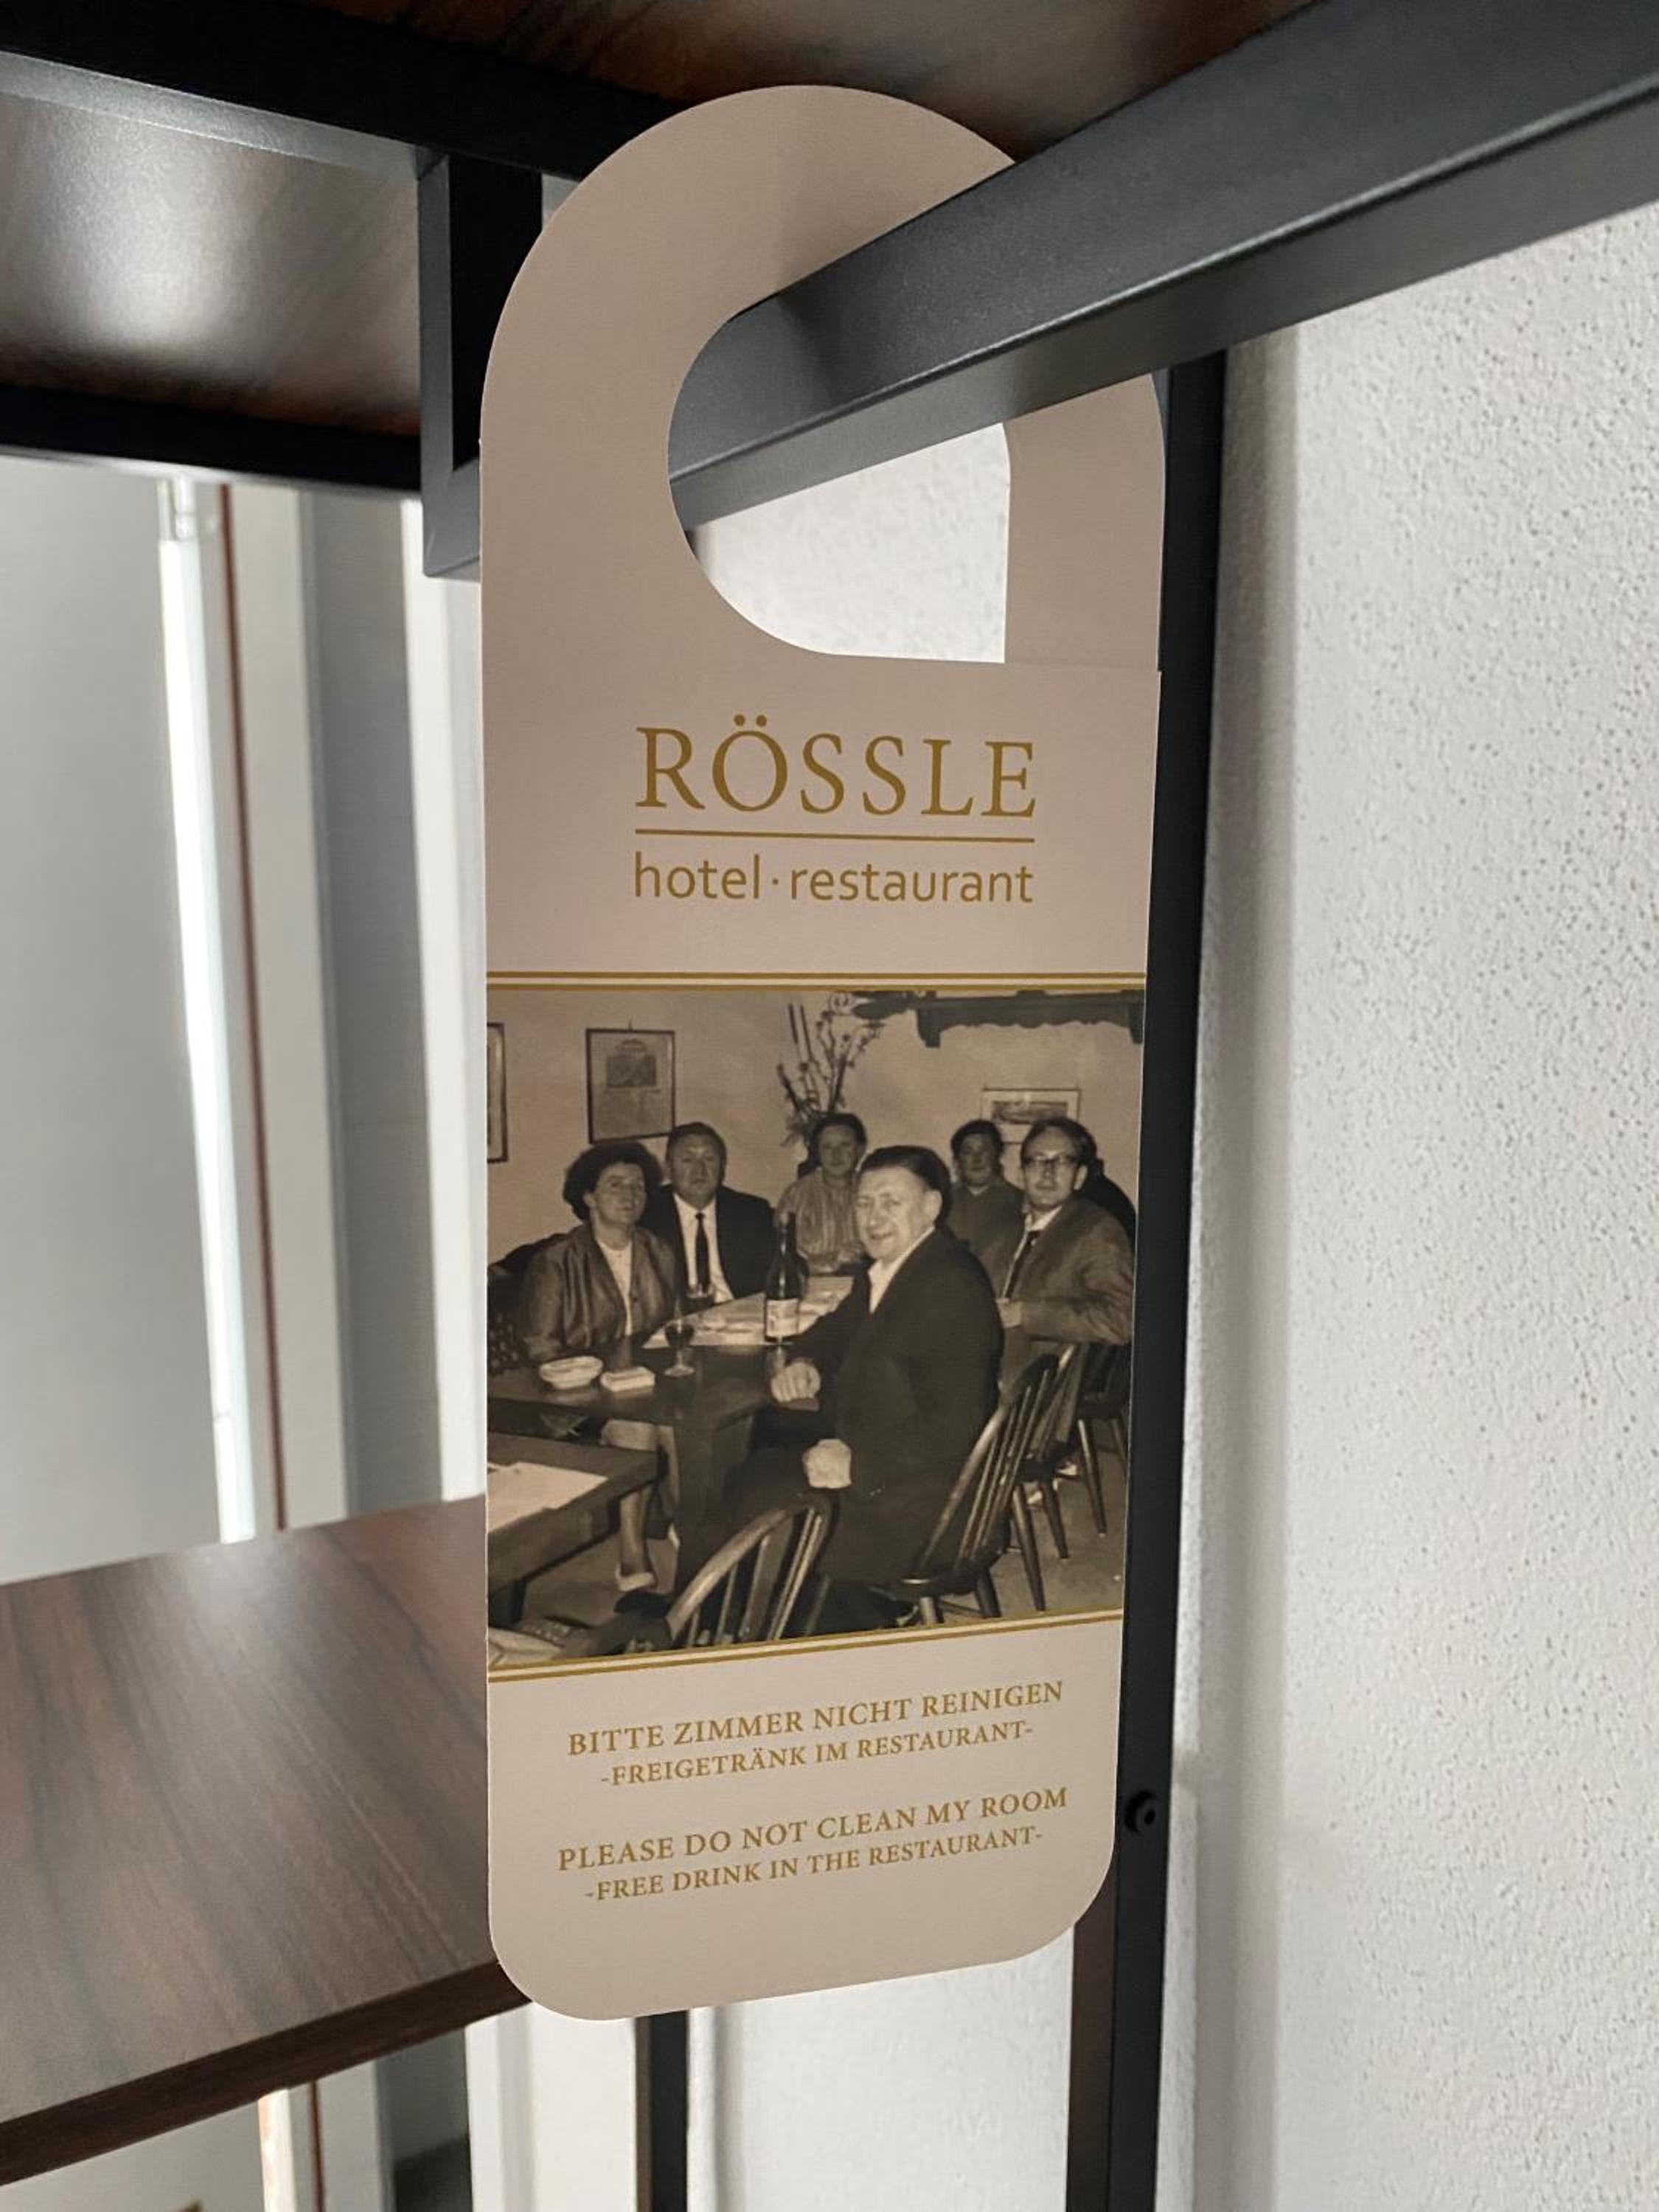 RÖSSLE
hotel·restaurant
BITTE ZIMMER NICHT REINIGEN
-FREIGETRÄNK IM RESTAURANT-
PLEASE DO NOT CLEAN MY ROOM
-FREE DRINK IN THE RESTAURANT-